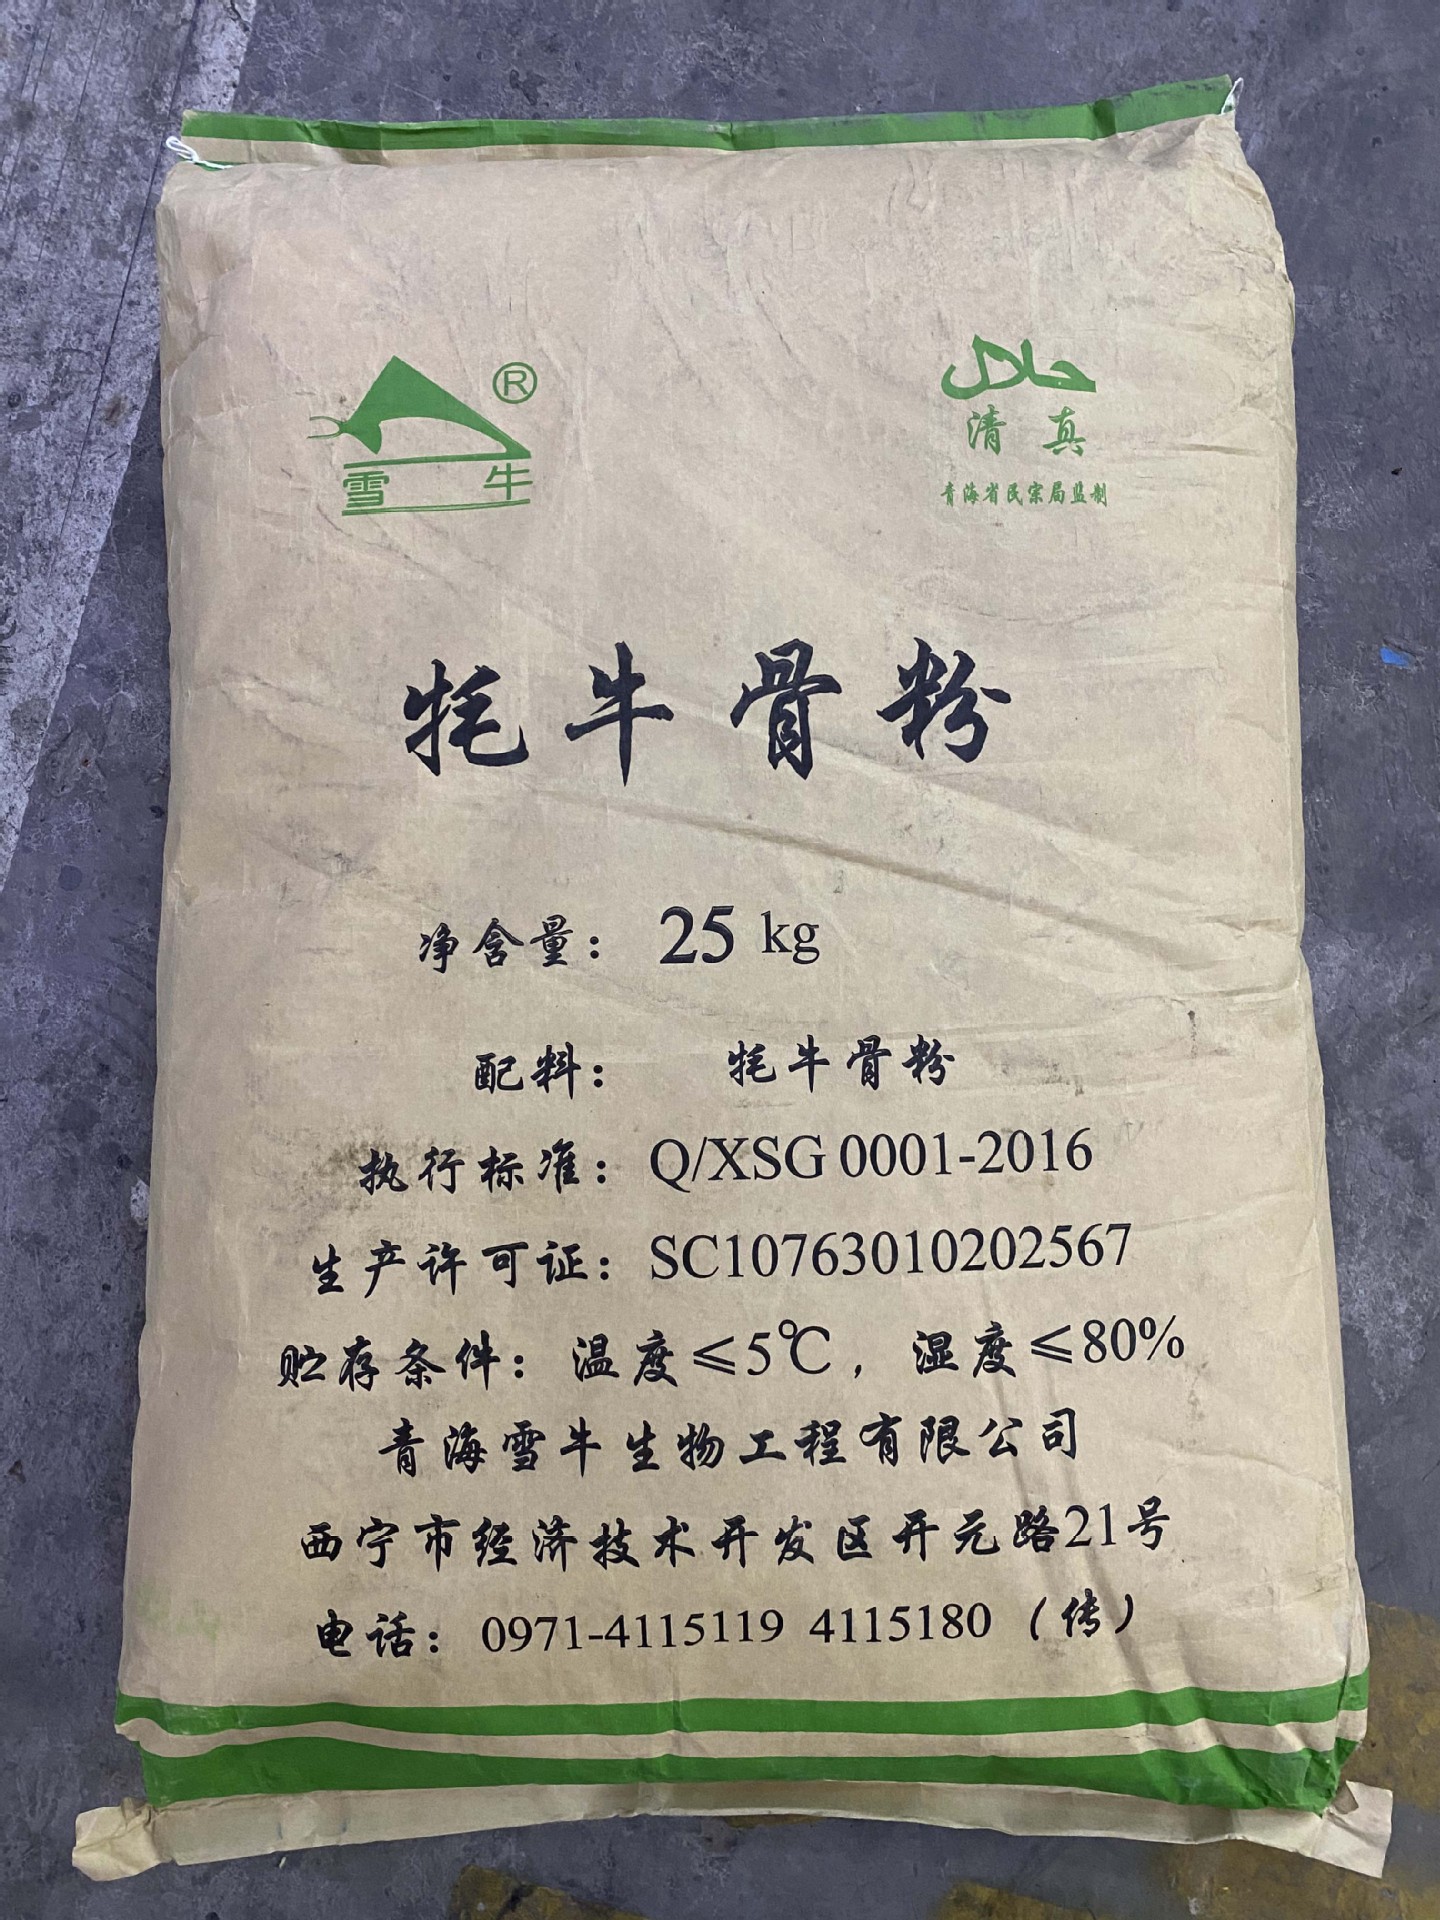 ®
雪牛
حلال
清真
青海省民宗局监制
牦牛骨粉
净含量：25 kg
配料：牦牛骨粉
执行标准：Q/XSG 0001-2016
生产许可证：SC10763010202567
贮存条件：温度≤5℃，湿度≤80%
青海雪牛生物工程有限公司
西宁市经济技术开发区开元路21号
电话：0971-4115119 4115180（传）